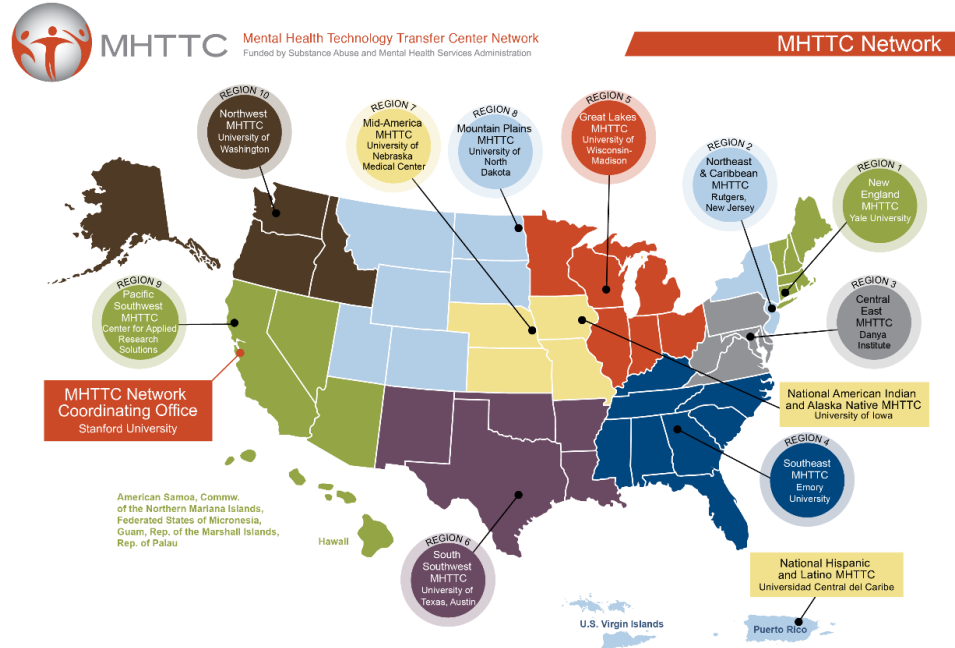 MHTTC
Mental Health Technology Transfer Center Network
Funded by Substance Abuse and Mental Health Services Administration
MHTTC Network
REGION 10
Northwest
MHTTC
University of
Washington
REGION 7
Mid-America
MHTTC
University of
Nebraska
Medical Center
REGION 8
Mountain Plains
MHTTC
University of
North
Dakota
REGION 5
Great Lakes
MHTTC
University of
Wisconsin-
Madison
REGION 2
Northeast
& Caribbean
MHTTC
Rutgers,
New Jersey
REGION 1
New
England
MHTTC
Yale University
REGION 9
Pacific
Southwest
MHTTC
Center for Applied
Research
Solutions
REGION 3
Central
East
MHTTC
Danya
Institute
MHTTC Network
Coordinating Office
Stanford University
National American Indian
and Alaska Native MHTTC
University of Iowa
REGION 4
Southeast
MHTTC
Emory
University
American Samoa, Commw.
of the Northern Mariana Islands,
Federated States of Micronesia,
Guam, Rep. of the Marshall Islands,
Rep. of Palau
Hawaii
REGION 6
South
Southwest
MHTTC
University of
Texas, Austin
National Hispanic
and Latino MHTTC
Universidad Central del Caribe
U.S. Virgin Islands
Puerto Rico